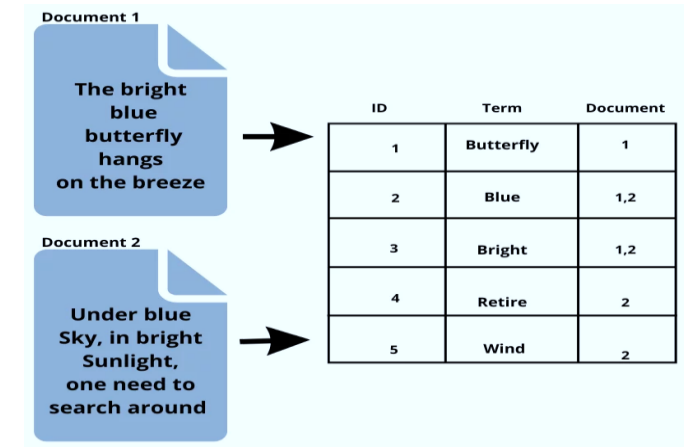 Document 1
The bright
blue
butterfly
hangs
on the breeze
Document 2
Under blue
Sky, in bright
Sunlight,
one need to
search around
ID Term Document
1 Butterfly 1
2 Blue 1,2
3 Bright 1,2
4 Retire 2
5 Wind 2